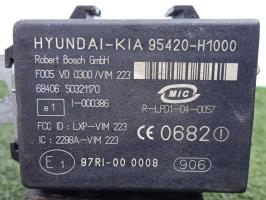 HYUNDAI-KIA 95420-H1000
Robert Bosch GmbH
F005 V0 0300/VIM 223
68406 50321170
e1 I-000386
MIC
R-LPD1-04-0057
FCC ID : LXP-VIM 223
IC : 2298A-VIM 223
CE 0682 !
E1 97RI-00 0008
906